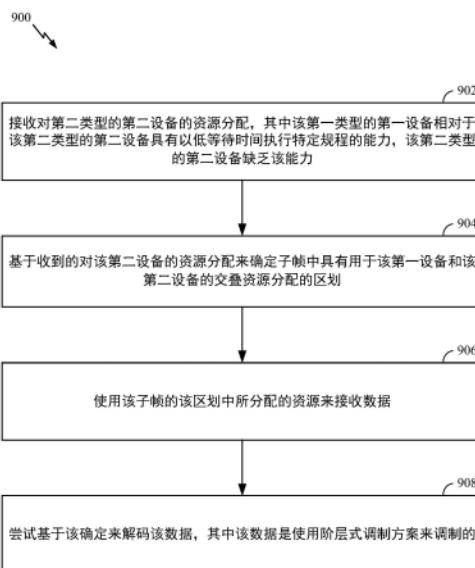 900
902
接收对第二类型的第二设备的资源分配，其中该第一类型的第一设备相对于
该第二类型的第二设备具有以低等待时间执行特定规程的能力，该第二类型
的第二设备缺乏该能力
904
基于收到的对该第二设备的资源分配来确定子帧中具有用于该第一设备和该
第二设备的交叠资源分配的区划
906
使用该子帧的该区划中所分配的资源来接收数据
908
尝试基于该确定来解码该数据，其中该数据是使用阶层式调制方案来调制的